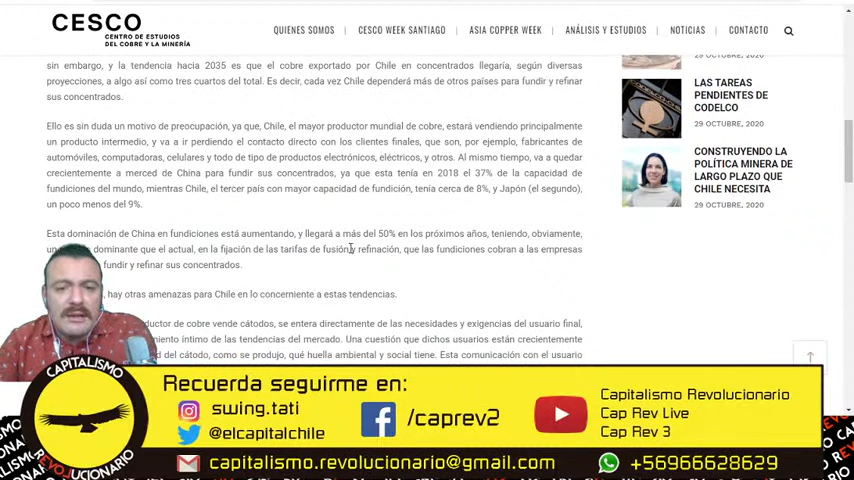 CESCO
CENTRO DE ESTUDIOS
DEL COBRE Y LA MINERÍA
QUIENES SOMOS
CESCO WEEK SANTIAGO
ASIA COPPER WEEK
ANÁLISIS Y ESTUDIOS
NOTICIAS
CONTACTO
sin embargo, y la tendencia hacia 2035 es que el cobre exportado por Chile en concentrados llegaría, según diversas
proyecciones, a algo así como tres cuartos del total. Es decir, cada vez Chile dependerá más de otros países para fundir y refinar
sus concentrados.
Ello es sin duda un motivo de preocupación, ya que, Chile, el mayor productor mundial de cobre, estará vendiendo principalmente
un producto intermedio, y va a ir perdiendo el contacto directo con los clientes finales, que son, por ejemplo, fabricantes de
automóviles, computadoras, celulares y todo de tipo de productos electrónicos, eléctricos, y otros. Al mismo tiempo, va a quedar
crecientemente a merced de China para fundir sus concentrados, ya que esta tenía en 2018 el 37% de la capacidad de
fundiciones del mundo, mientras Chile, el tercer país con mayor capacidad de fundición, tenía cerca de 8%, y Japón (el segundo),
un poco menos del 9%.
Esta dominación de China en fundiciones está aumentando, y llegará a más del 50% en los próximos años, teniendo, obviamente,
dominante que el actual, en la fijación de las tarifas de fusión y refinación, que las fundiciones cobran a las empresas
fundir y refinar sus concentrados.
hay otras amenazas para Chile en lo concerniente a estas tendencias.
ductor de cobre vende cátodos, se entera directamente de las necesidades y exigencias del usuario final,
miento íntimo de las tendencias del mercado. Una cuestión que dichos usuarios están crecientemente
d del cátodo, como se produjo, qué huella ambiental y social tiene. Esta comunicación con el usuario
29 OCTUBRE, 2020
LAS TAREAS
PENDIENTES DE
CODELCO
29 OCTUBRE, 2020
CONSTRUYENDO LA
POLÍTICA MINERA DE
LARGO PLAZO QUE
CHILE NECESITA
29 OCTUBRE, 2020
CAPITALISMO
REVOLUCIONARIO
Recuerda seguirme en:
swing.tati
@elcapitalchile
/caprev2
Capitalismo Revolucionario
Cap Rev Live
Cap Rev 3
capitalismo.revolucionario@gmail.com
+56966628629